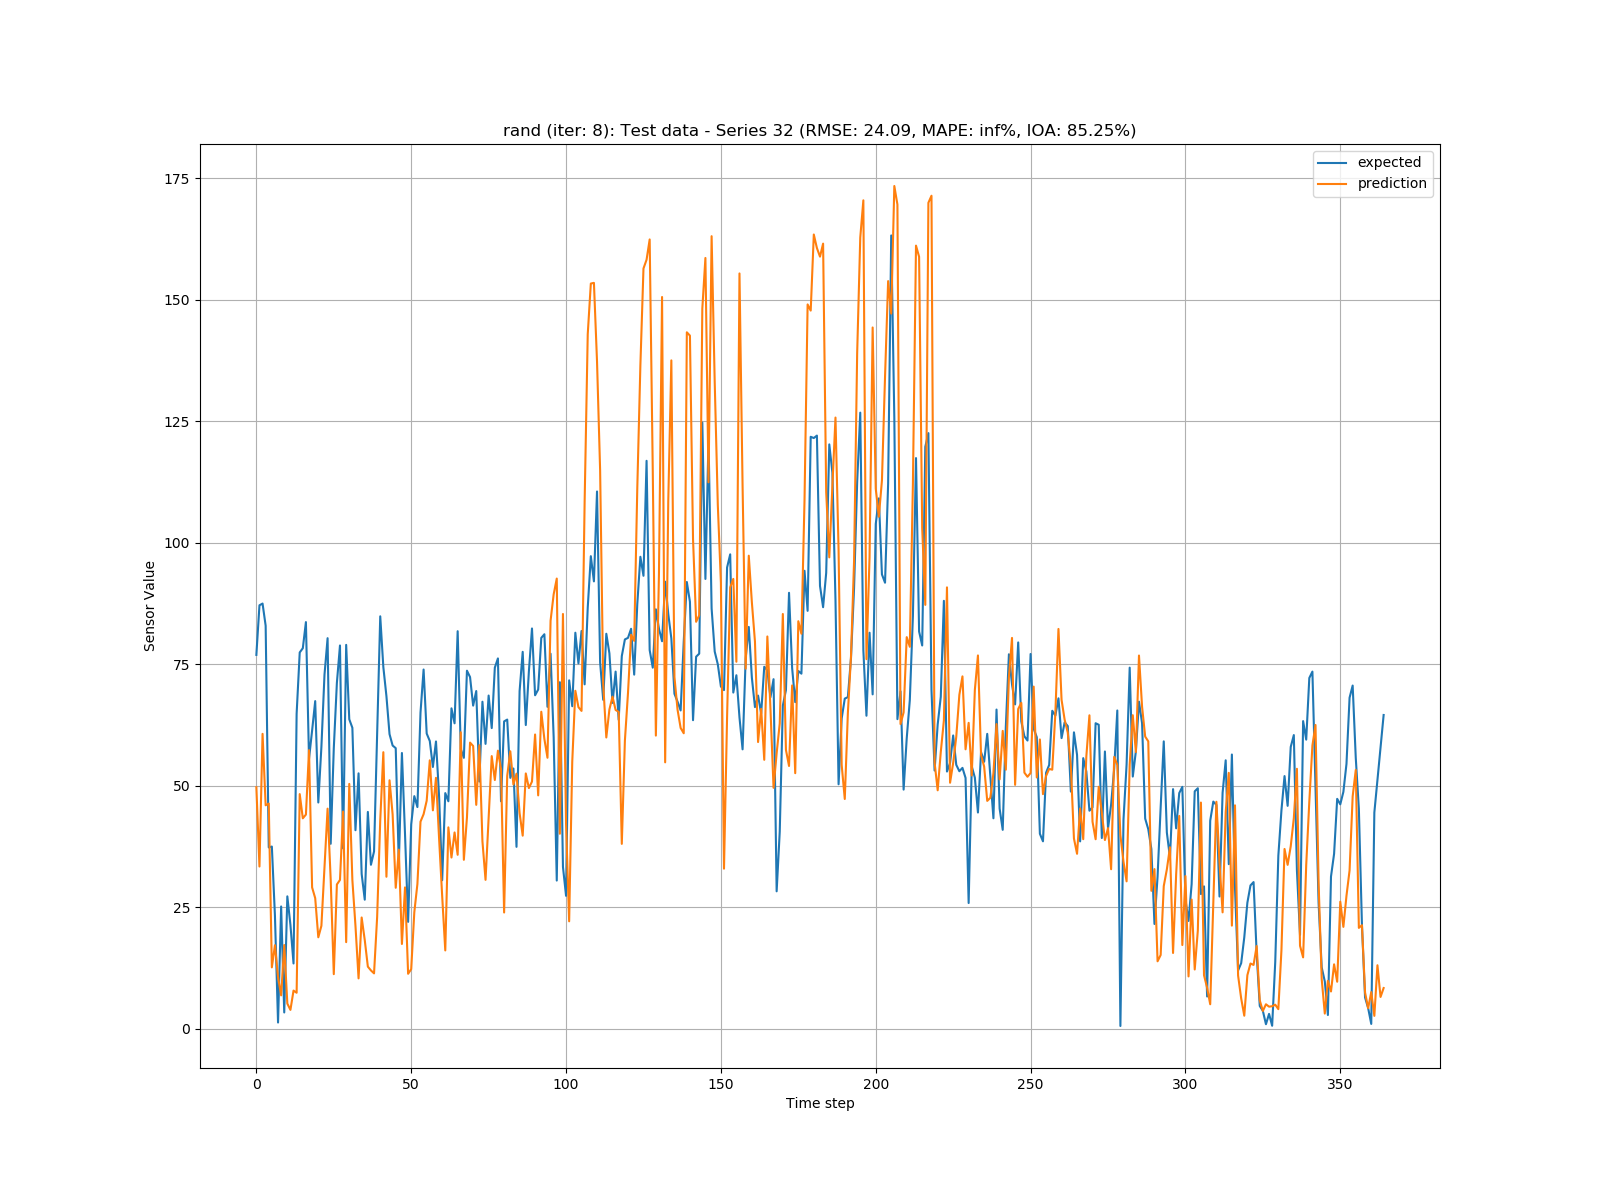 rand (iter: 8): Test data - Series 32 (RMSE: 24.09, MAPE: inf%, IOA: 85.25%)
expected
prediction
175
150
125
100
75
50
25
0
Sensor Value
0 50 100 150 200 250 300 350
Time step